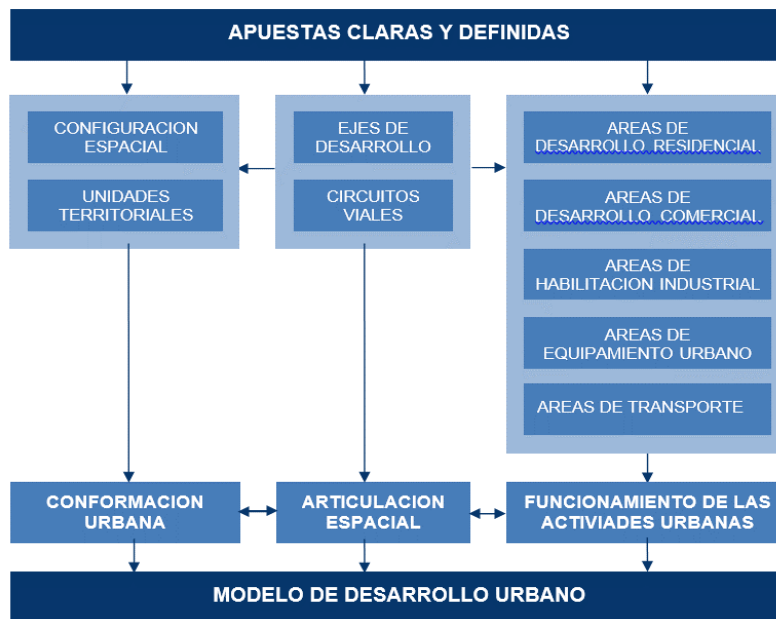 APUESTAS CLARAS Y DEFINIDAS
CONFIGURACION
ESPACIAL
UNIDADES
TERRITORIALES
EJES DE
DESARROLLO
CIRCUITOS
VIALES
AREAS DE
DESARROLLO RESIDENCIAL
AREAS DE
DESARROLLO COMERCIAL
AREAS DE
HABILITACION INDUSTRIAL
AREAS DE
EQUIPAMIENTO URBANO
AREAS DE TRANSPORTE
CONFORMACION
URBANA
ARTICULACION
ESPACIAL
FUNCIONAMIENTO DE LAS
ACTIVIADES URBANAS
MODELO DE DESARROLLO URBANO